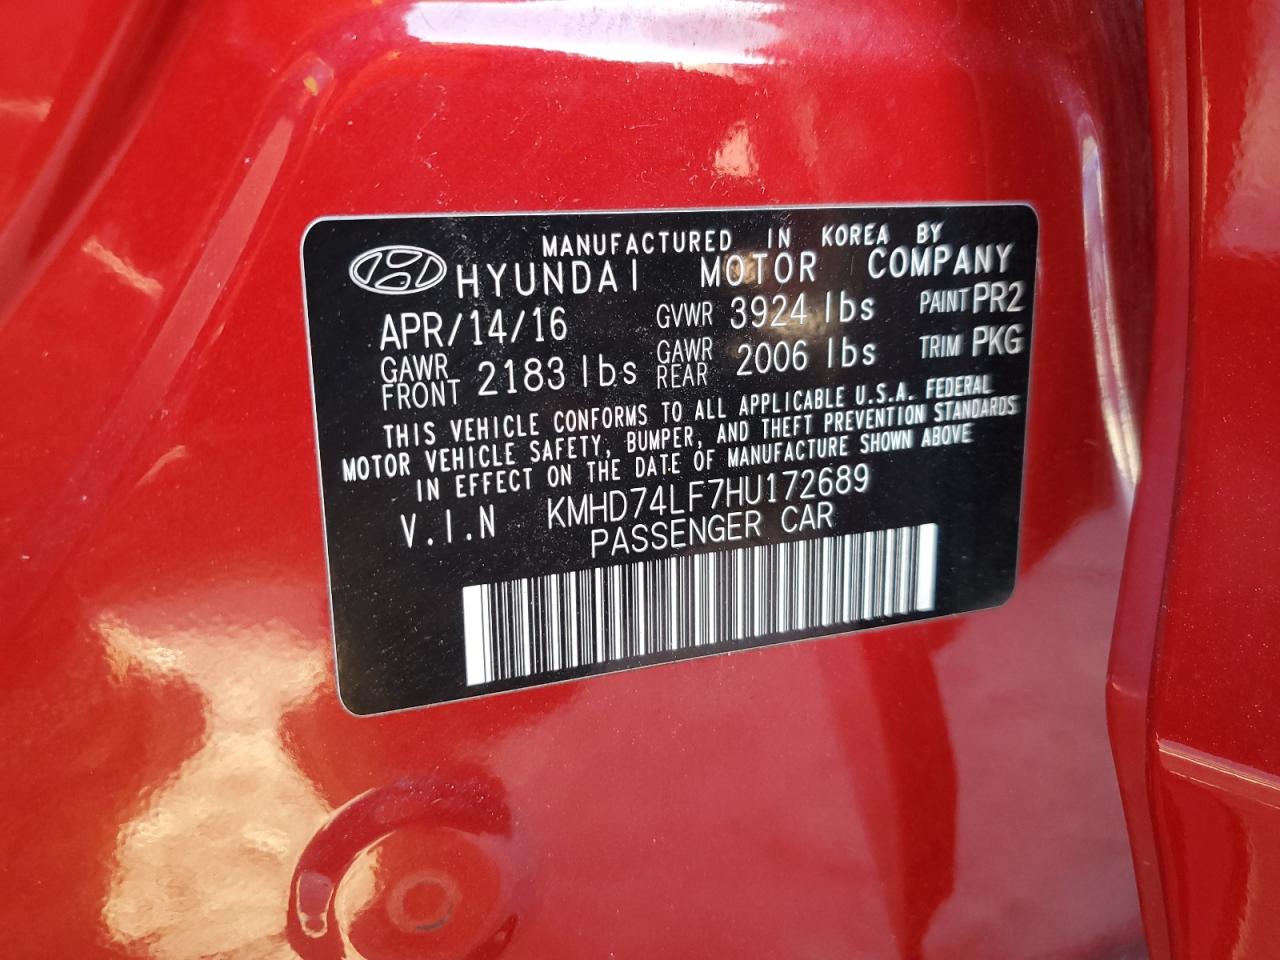 MANUFACTURED IN KOREA BY
HYUNDAI MOTOR COMPANY
APR/14/16 GVWR 3924 lbs PAINT PR2
GAWR FRONT 2183 lbs GAWR REAR 2006 lbs TRIM PKG
THIS VEHICLE CONFORMS TO ALL APPLICABLE U.S.A. FEDERAL
MOTOR VEHICLE SAFETY, BUMPER, AND THEFT PREVENTION STANDARDS
IN EFFECT ON THE DATE OF MANUFACTURE SHOWN ABOVE
V.I.N KMHD74LF7HU172689
PASSENGER CAR